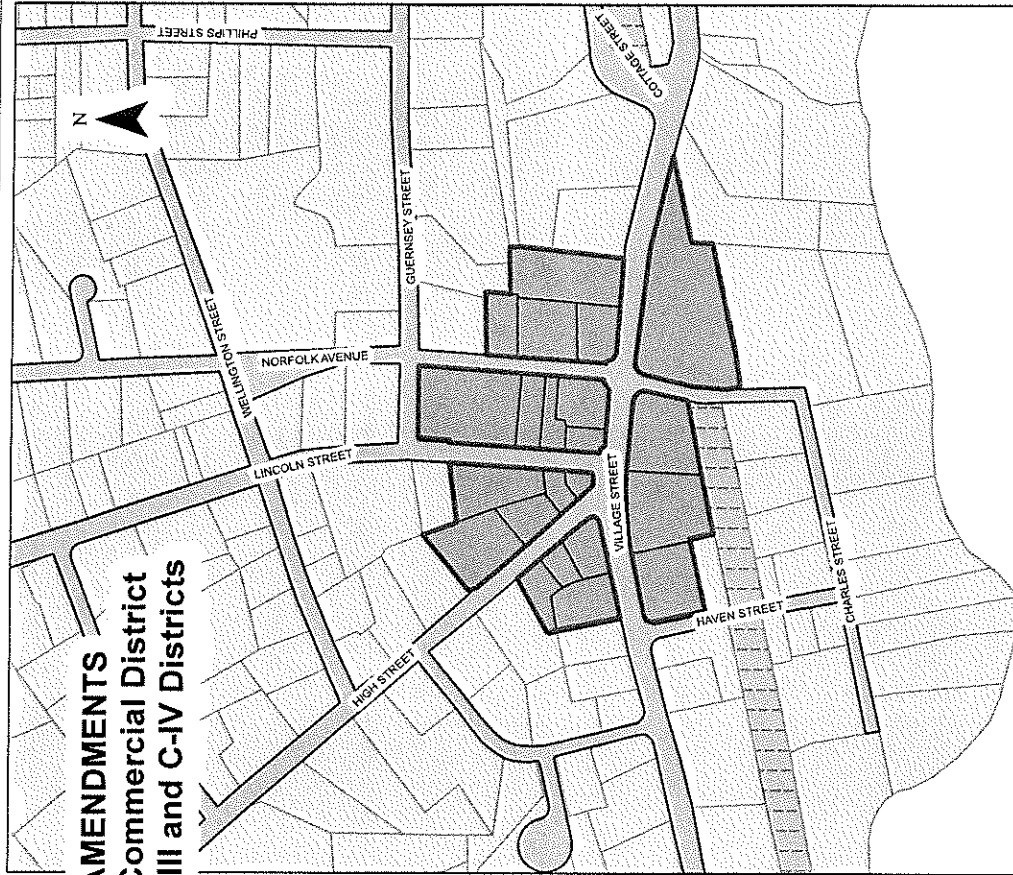 AMENDMENTS
Commercial District
III and C-IV Districts
N
PHILLIPS STREET
COTTAGE STREET
WELLINGTON STREET
GUERNSEY STREET
NORFOLK AVENUE
LINCOLN STREET
HIGH STREET
VILLAGE STREET
HAVEN STREET
CHARLES STREET